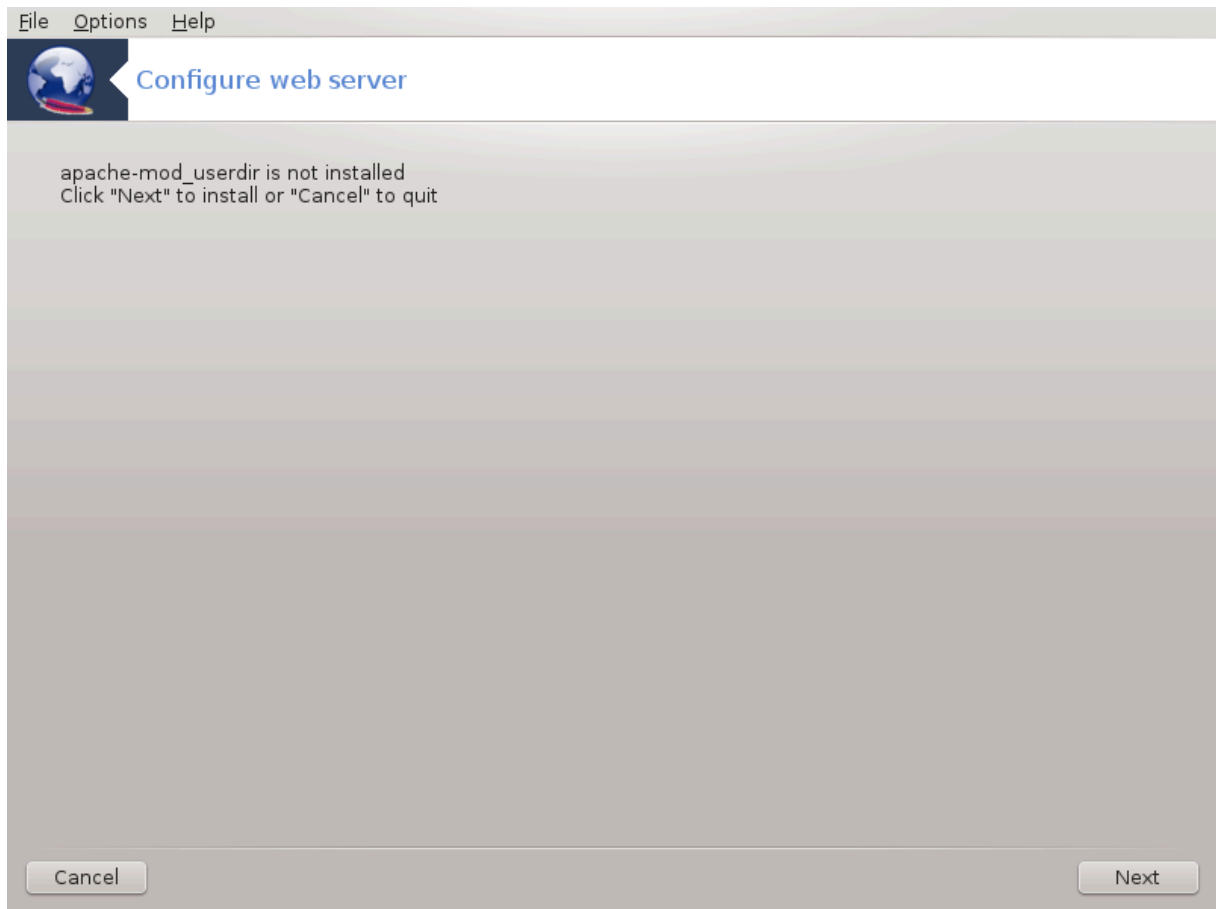 File Options Help
Configure web server
apache-mod_userdir is not installed
Click "Next" to install or "Cancel" to quit
Cancel Next